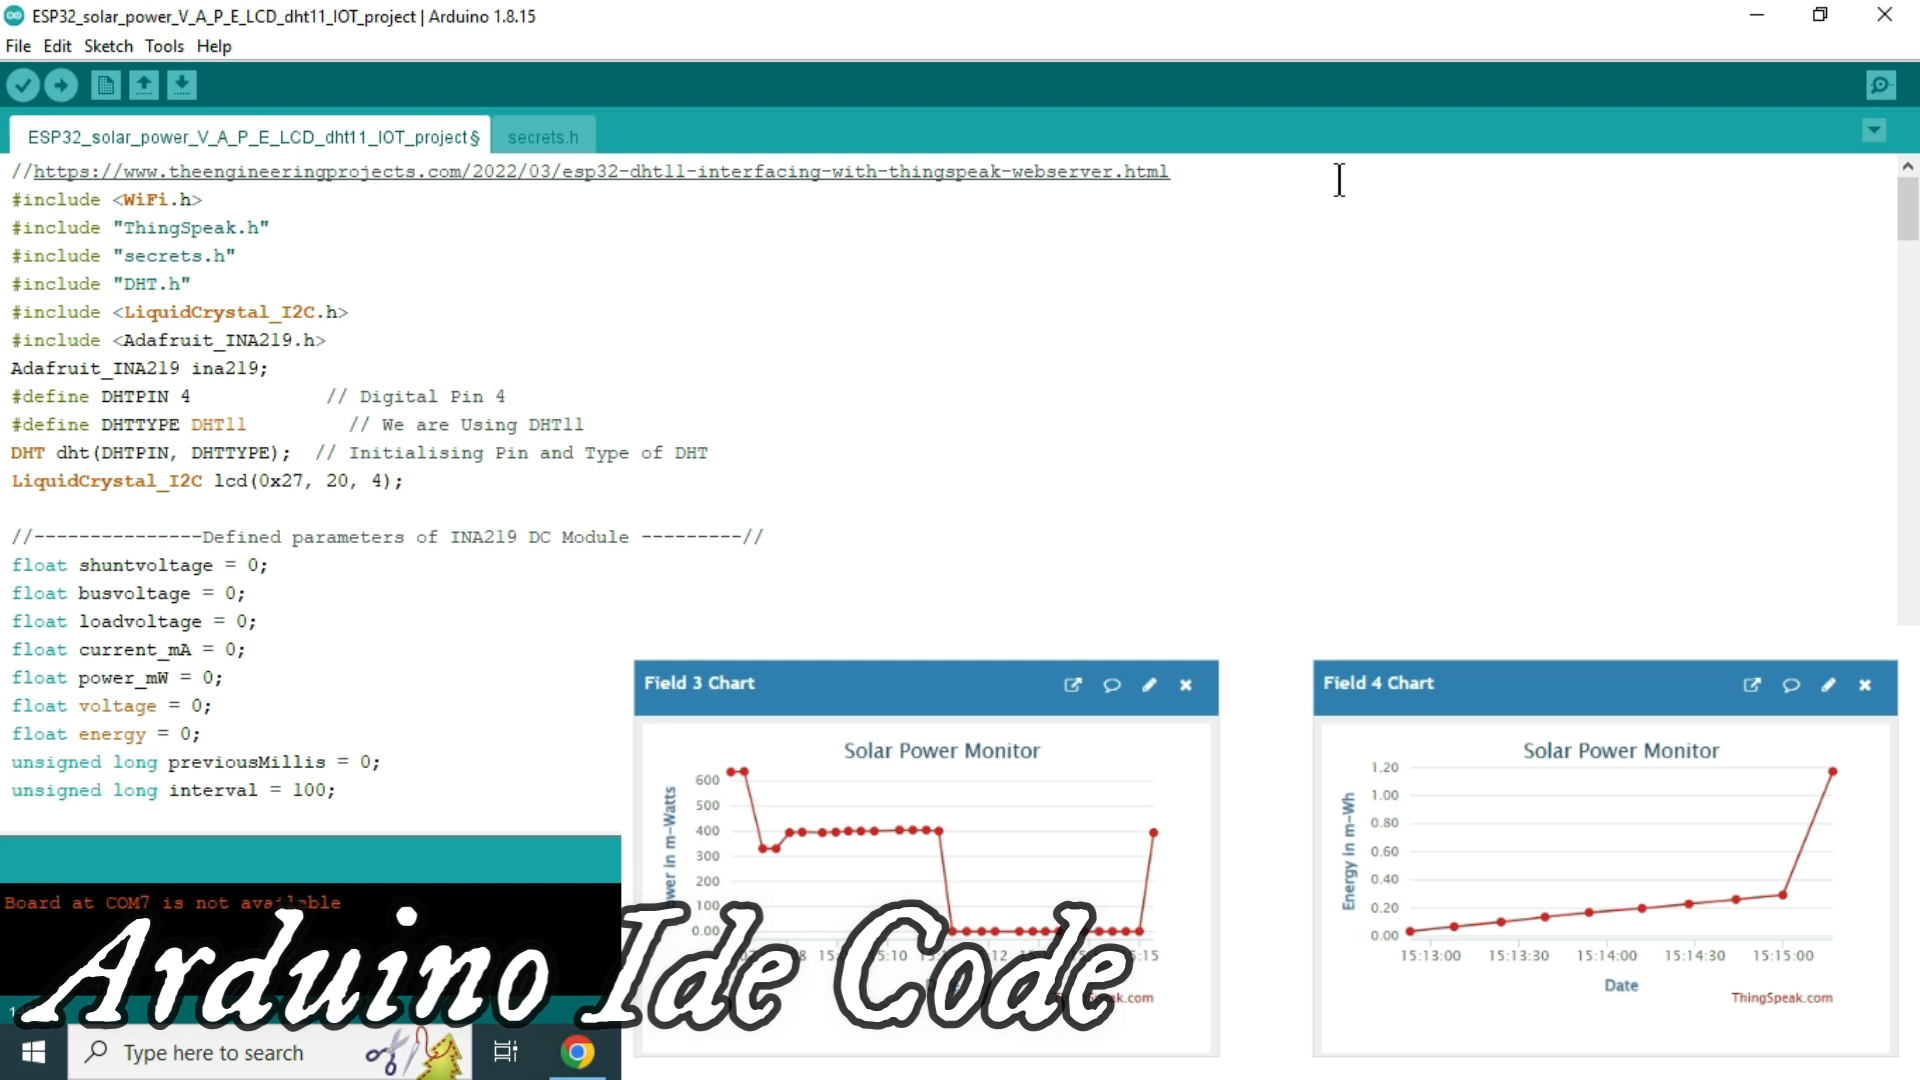 ESP32_solar_power_V_A_P_E_LCD_dht11_IOT_project | Arduino 1.8.15
File Edit Sketch Tools Help
ESP32_solar_power_V_A_P_E_LCD_dht11_IOT_project§ secrets.h
//https://www.theengineeringprojects.com/2022/03/esp32-dht11-interfacing-with-thingspeak-webserver.html
#include <WiFi.h>
#include "ThingSpeak.h"
#include "secrets.h"
#include "DHT.h"
#include <LiquidCrystal_I2C.h>
#include <Adafruit_INA219.h>
Adafruit_INA219 ina219;
#define DHTPIN 4 // Digital Pin 4
#define DHTTYPE DHT11 // We are Using DHT11
DHT dht(DHTPIN, DHTTYPE); // Initialising Pin and Type of DHT
LiquidCrystal_I2C lcd(0x27, 20, 4);
//---------------Defined parameters of INA219 DC Module ---------//
float shuntvoltage = 0;
float busvoltage = 0;
float loadvoltage = 0;
float current_mA = 0;
float power_mW = 0;
float voltage = 0;
float energy = 0;
unsigned long previousMillis = 0;
unsigned long interval = 100;
Board at COM7 is not available
Field 3 Chart
Solar Power Monitor
600
500
400
300
200
100
0.00
in m-Watts
15:10
ThingSpeak.com
Field 4 Chart
Solar Power Monitor
1.20
1.00
0.80
0.60
0.40
0.20
0.00
Energy in m-Wh
15:13:00 15:13:30 15:14:00 15:14:30 15:15:00
Date
ThingSpeak.com
Arduino Ide Code
Type here to search